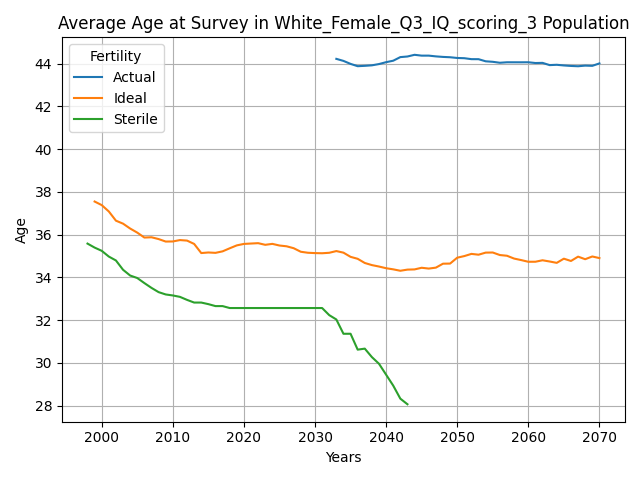 Average Age at Survey in White_Female_Q3_IQ_scoring_3 Population
Fertility
Actual
Ideal
Sterile
44
42
40
38
36
34
32
30
28
Age
2000 2010 2020 2030 2040 2050 2060 2070
Years